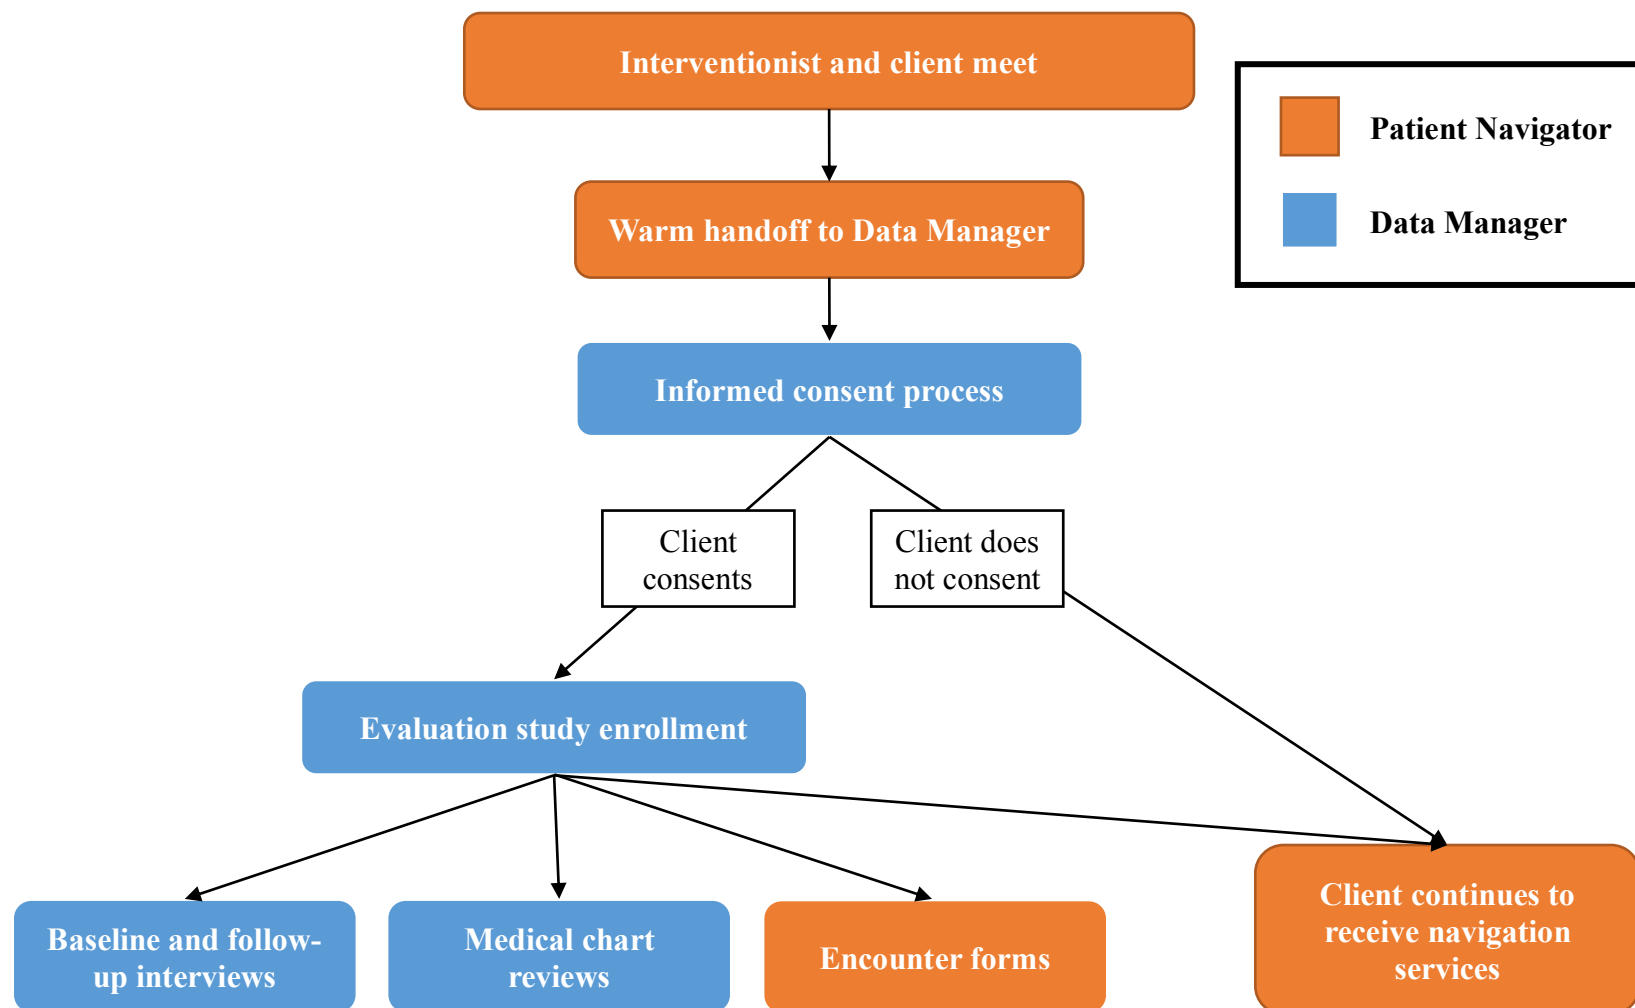 Interventionist and client meet
Patient Navigator
Data Manager
Warm handoff to Data Manager
Informed consent process
Client
consents
Client does
not consent
Evaluation study enrollment
Baseline and follow-
up interviews
Medical chart
reviews
Encounter forms
Client continues to
receive navigation
services